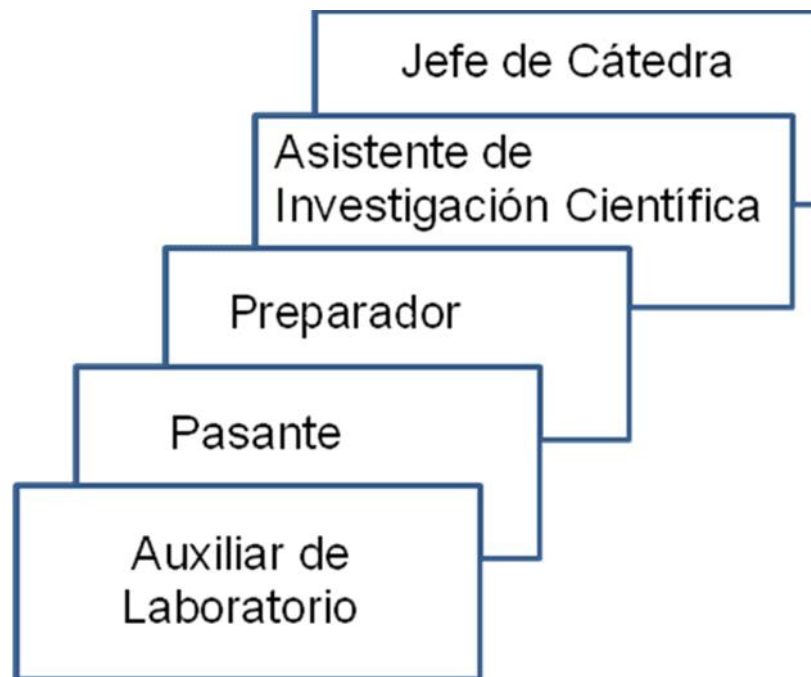 Jefe de Cátedra
Asistente de
Investigación Científica
Preparador
Pasante
Auxiliar de
Laboratorio